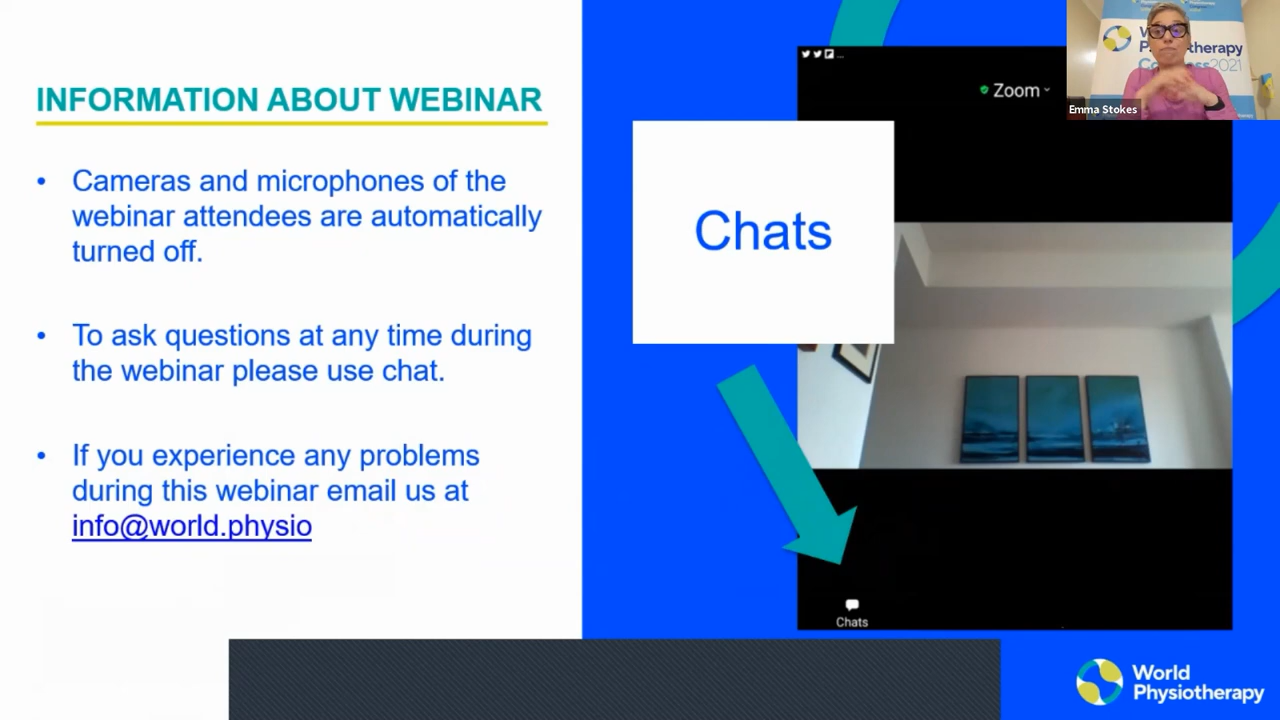 INFORMATION ABOUT WEBINAR
• Cameras and microphones of the
webinar attendees are automatically
turned off.
• To ask questions at any time during
the webinar please use chat.
• If you experience any problems
during this webinar email us at
info@world.physio
Zoom
Chats
Chats
Emma Stokes
2021
World
Physiotherapy